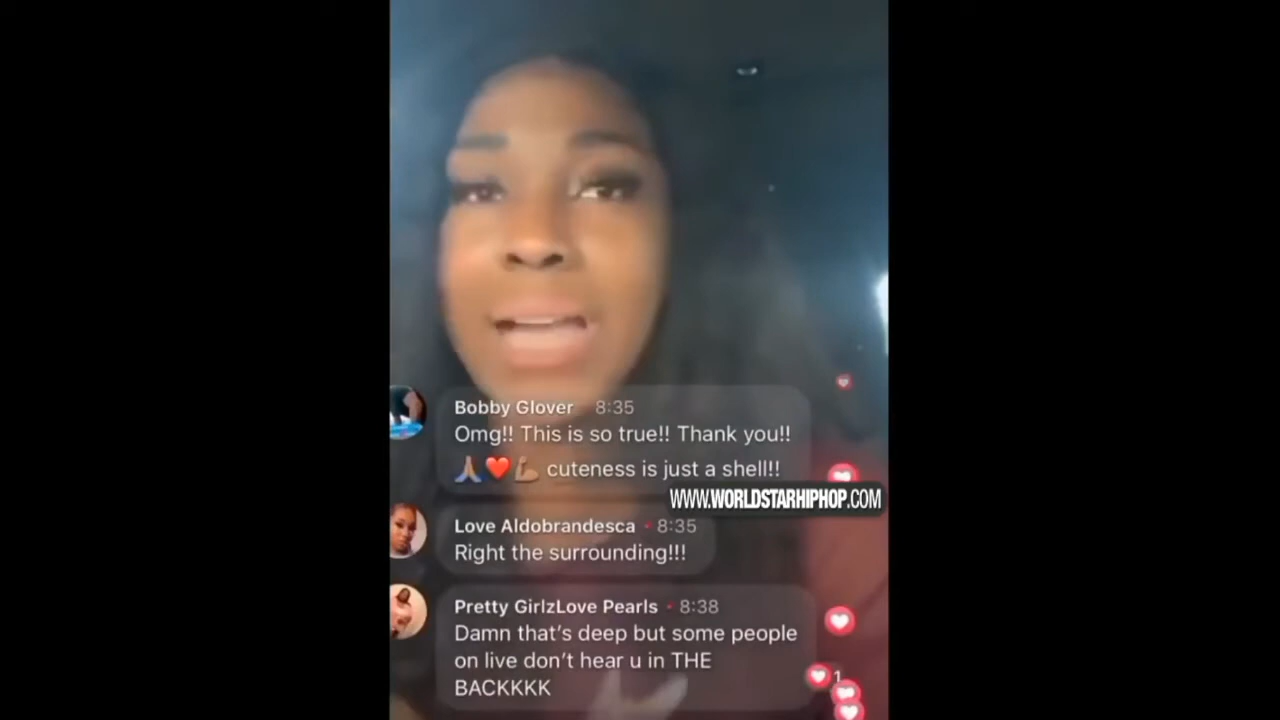 Bobby Glover 8:35
Omg!! This is so true!! Thank you!!
🙏🏽❤️💪🏽 cuteness is just a shell!!
WWW.WORLDSTARHIPHOP.COM
Love Aldobrandesca • 8:35
Right the surrounding!!!
Pretty GirlzLove Pearls • 8:38
Damn that's deep but some people
on live don't hear u in THE
BACKKKK
1